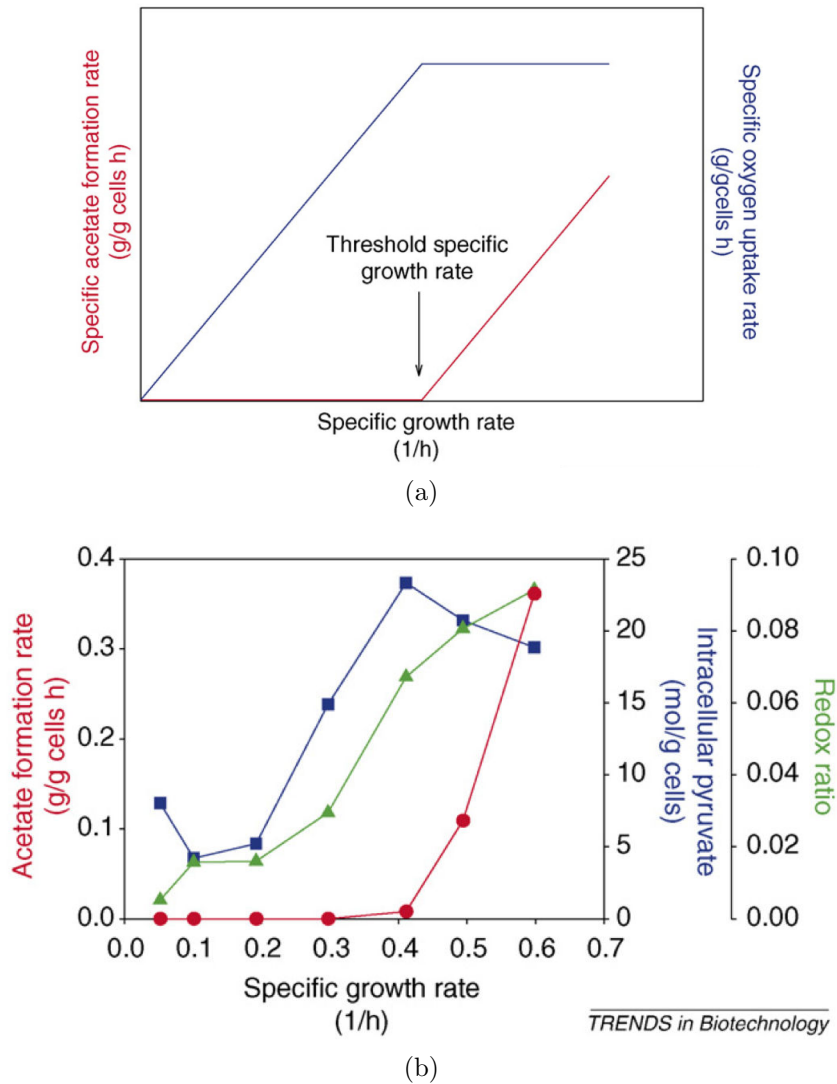 Specific acetate formation rate
(g/g cells h)
Specific oxygen uptake rate
(g/gcells h)
Threshold specific
growth rate
Specific growth rate
(1/h)
(a)
Acetate formation rate
(g/g cells h)
0.4
0.3
0.2
0.1
0.0
0.0 0.1 0.2 0.3 0.4 0.5 0.6 0.7
Specific growth rate
(1/h)
25
20
15
10
5
0
Intracellular pyruvate
(mol/g cells)
0.10
0.08
0.06
0.04
0.02
0.00
Redox ratio
TRENDS in Biotechnology
(b)